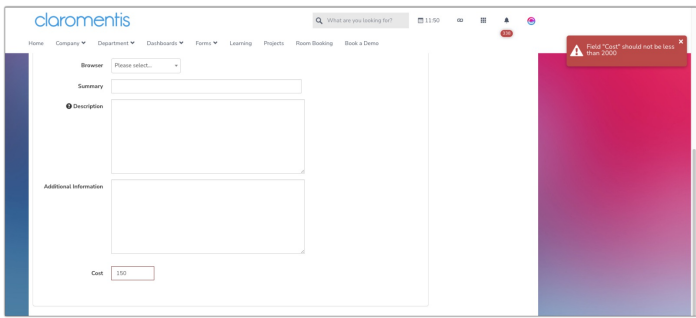 claromentis
What are you looking for?
11:50
Home Company Department Dashboards Forms Learning Projects Room Booking Book a Demo
Field "Cost" should not be less
than 2000
Browser Please select...
Summary
Description
Additional Information
Cost 150